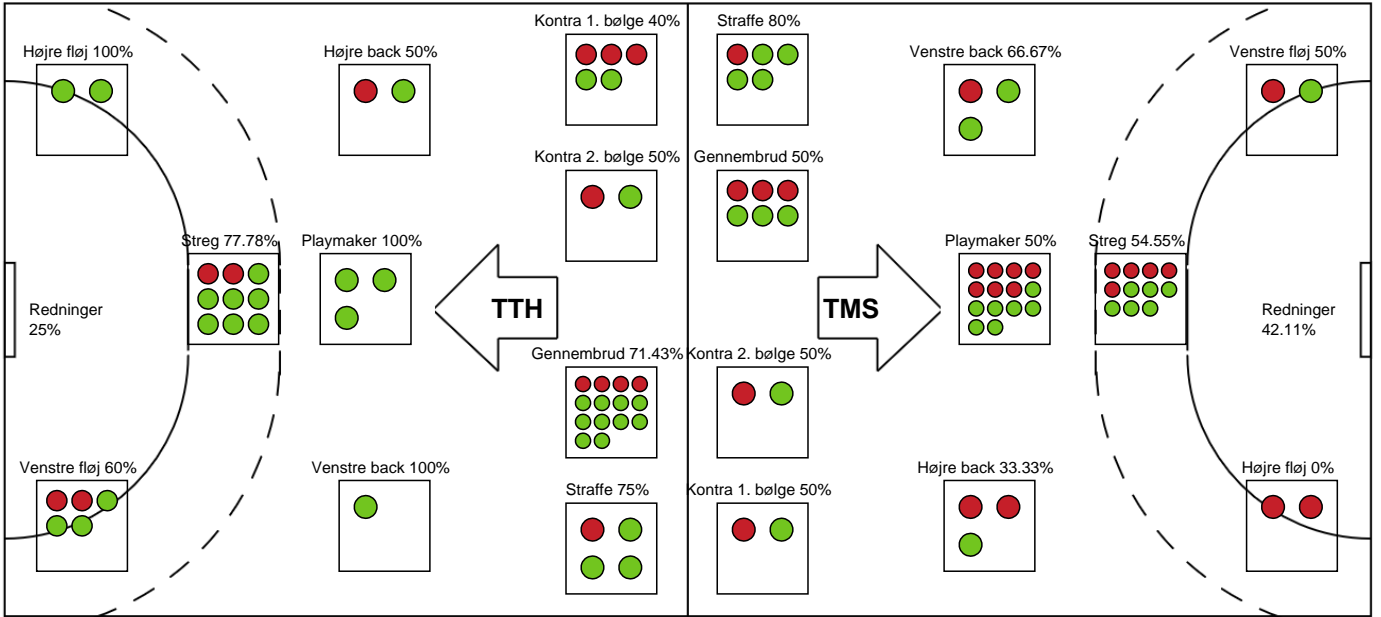 Kontra 1. bølge 40%
Straffe 80%
Højre fløj 100%
Højre back 50%
Venstre back 66.67%
Venstre fløj 50%
Kontra 2. bølge 50%
Gennembrud 50%
Streg 77.78%
Playmaker 100%
Playmaker 50%
Streg 54.55%
TTH
TMS
Redninger
25%
Redninger
42.11%
Gennembrud 71.43%
Kontra 2. bølge 50%
Venstre fløj 60%
Venstre back 100%
Højre back 33.33%
Højre fløj 0%
Straffe 75%
Kontra 1. bølge 50%